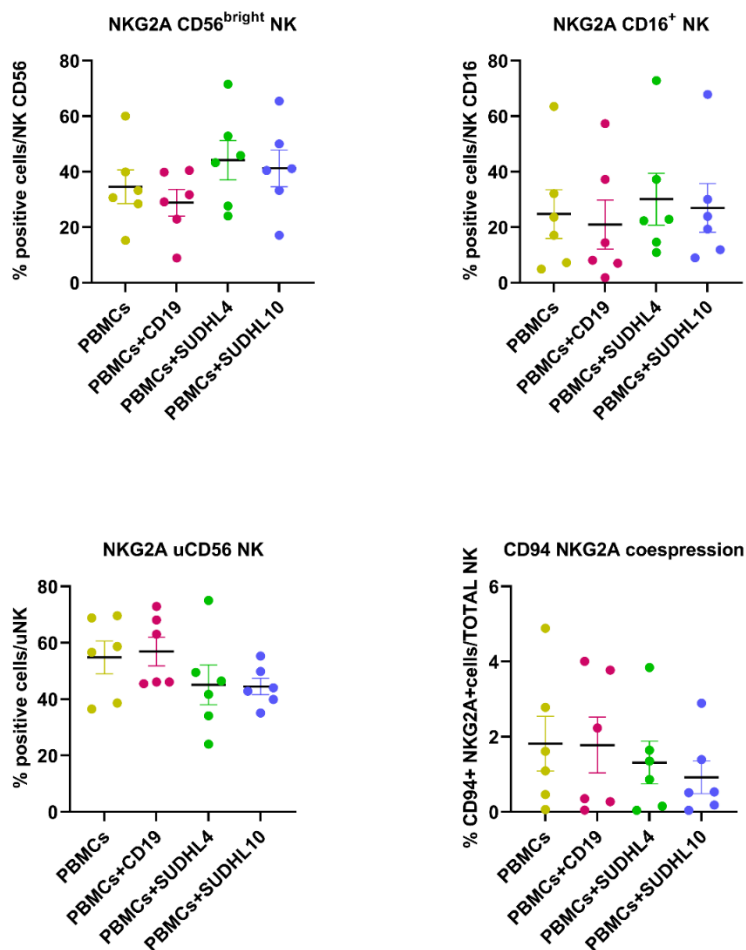 NKG2A CD56bright NK
% positive cells/NK CD56
80
60
40
20
0
PBMCs
PBMCs+CD19
PBMCs+SUDHL4
PBMCs+SUDHL10
NKG2A CD16+ NK
% positive cells/NK CD16
80
60
40
20
0
PBMCs
PBMCs+CD19
PBMCs+SUDHL4
PBMCs+SUDHL10
NKG2A uCD56 NK
% positive cells/uNK
80
60
40
20
0
PBMCs
PBMCs+CD19
PBMCs+SUDHL4
PBMCs+SUDHL10
CD94 NKG2A coespression
% CD94+ NKG2A+cells/TOTAL NK
6
4
2
0
PBMCs
PBMCs+CD19
PBMCs+SUDHL4
PBMCs+SUDHL10